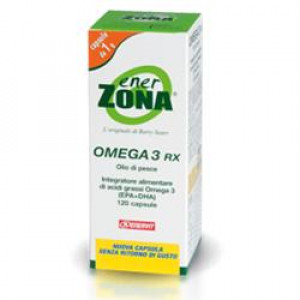 capsule da 1 g
ener
ZONA®
L'originale di Barry Sears
OMEGA 3 RX
Olio di pesce
Integratore alimentare
di acidi grassi Omega 3
(EPA+DHA)
120 capsule
NUOVA CAPSULA
SENZA RITORNO DI GUSTO